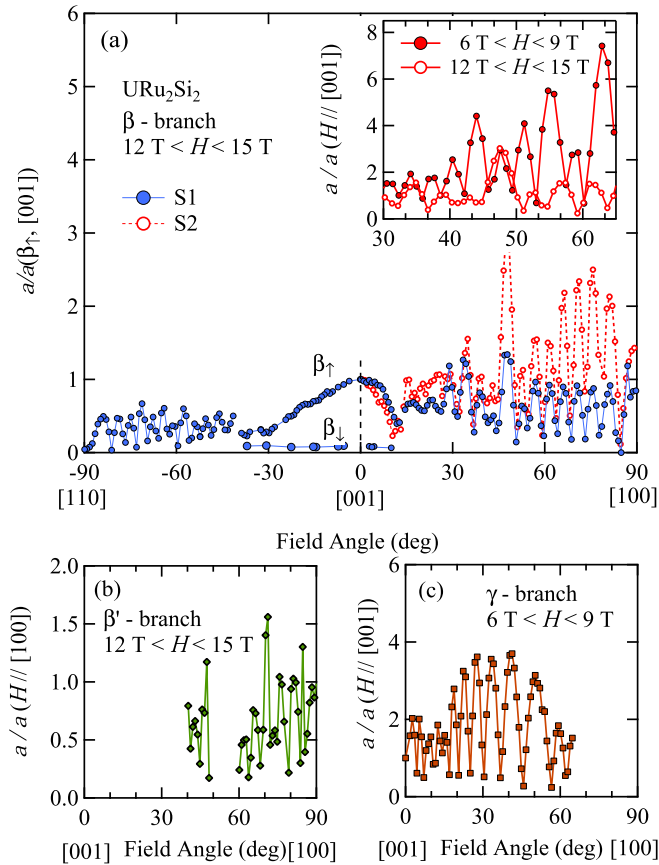 (a)
URu2Si2
β - branch
12 T < H < 15 T
S1
S2
a/a(β↑, [001])
6
5
4
3
2
1
0
β↑
β↓
-90
-60
-30
0
30
60
90
[110]
[001]
[100]
Field Angle (deg)
6 T < H < 9 T
12 T < H < 15 T
a / a (H // [001])
8
6
4
2
0
30
40
50
60
(b)
β' - branch
12 T < H < 15 T
a / a (H // [100])
2.0
1.5
1.0
0.5
0.0
0
30
60
90
[001] Field Angle (deg) [100]
(c)
γ - branch
6 T < H < 9 T
a / a (H // [001])
6
4
2
0
0
30
60
90
[001] Field Angle (deg) [100]